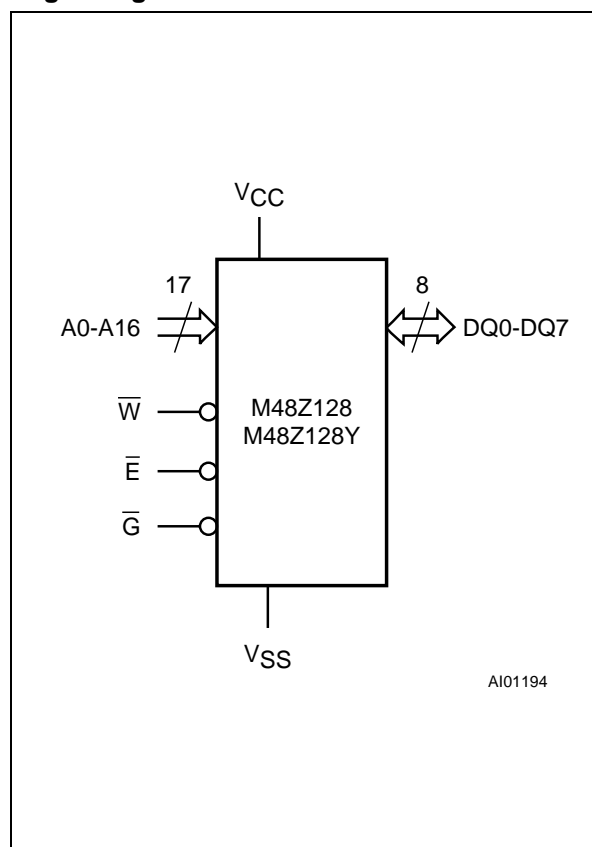 VCC
17
8
A0-A16
DQ0-DQ7
W̅
M48Z128
M48Z128Y
E̅
G̅
VSS
AI01194